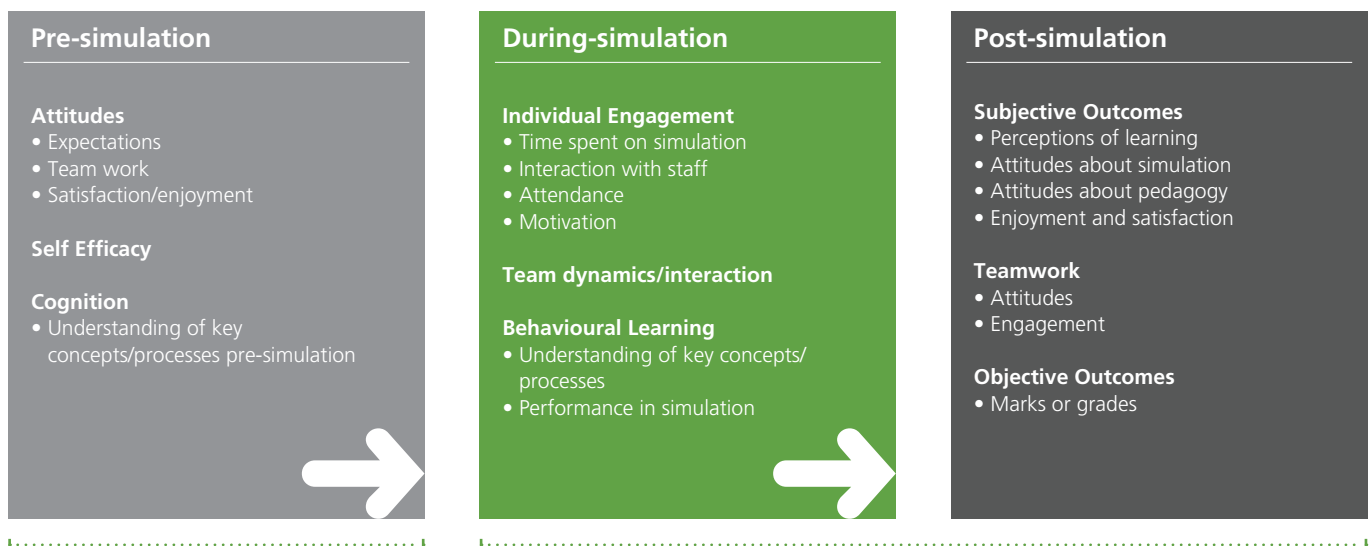 Pre-simulation
Attitudes
• Expectations
• Team work
• Satisfaction/enjoyment
Self Efficacy
Cognition
• Understanding of key
concepts/processes pre-simulation
During-simulation
Individual Engagement
• Time spent on simulation
• Interaction with staff
• Attendance
• Motivation
Team dynamics/interaction
Behavioural Learning
• Understanding of key concepts/
processes
• Performance in simulation
Post-simulation
Subjective Outcomes
• Perceptions of learning
• Attitudes about simulation
• Attitudes about pedagogy
• Enjoyment and satisfaction
Teamwork
• Attitudes
• Engagement
Objective Outcomes
• Marks or grades